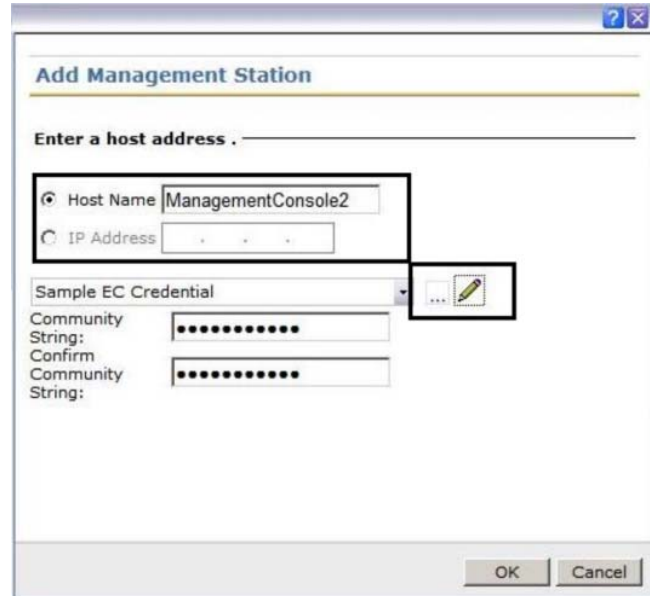 Add Management Station
Enter a host address .
Host Name ManagementConsole2
IP Address . . .
Sample EC Credential ...
Community
String: ●●●●●●●●●●●
Confirm
Community
String: ●●●●●●●●●●●
OK Cancel